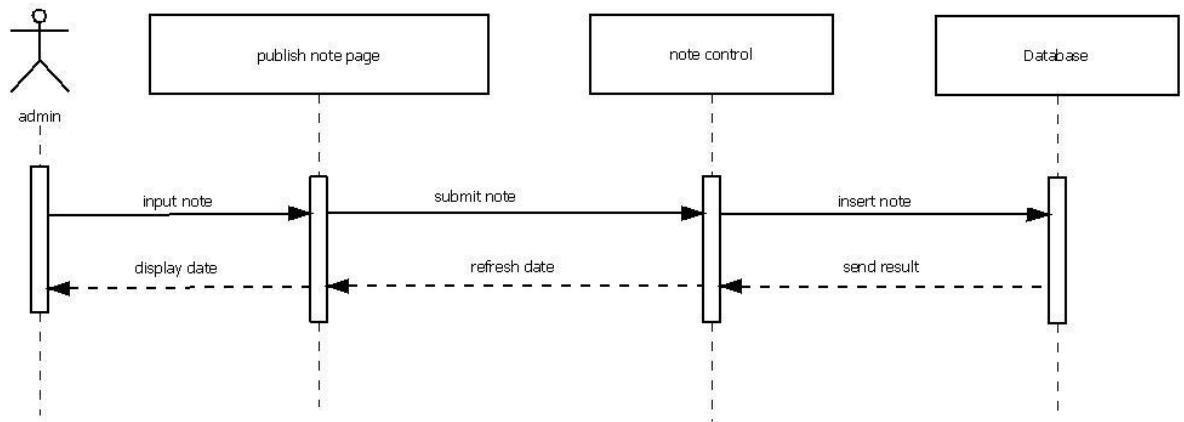 publish note page
note control
Database
admin
input note
submit note
insert note
display date
refresh date
send result